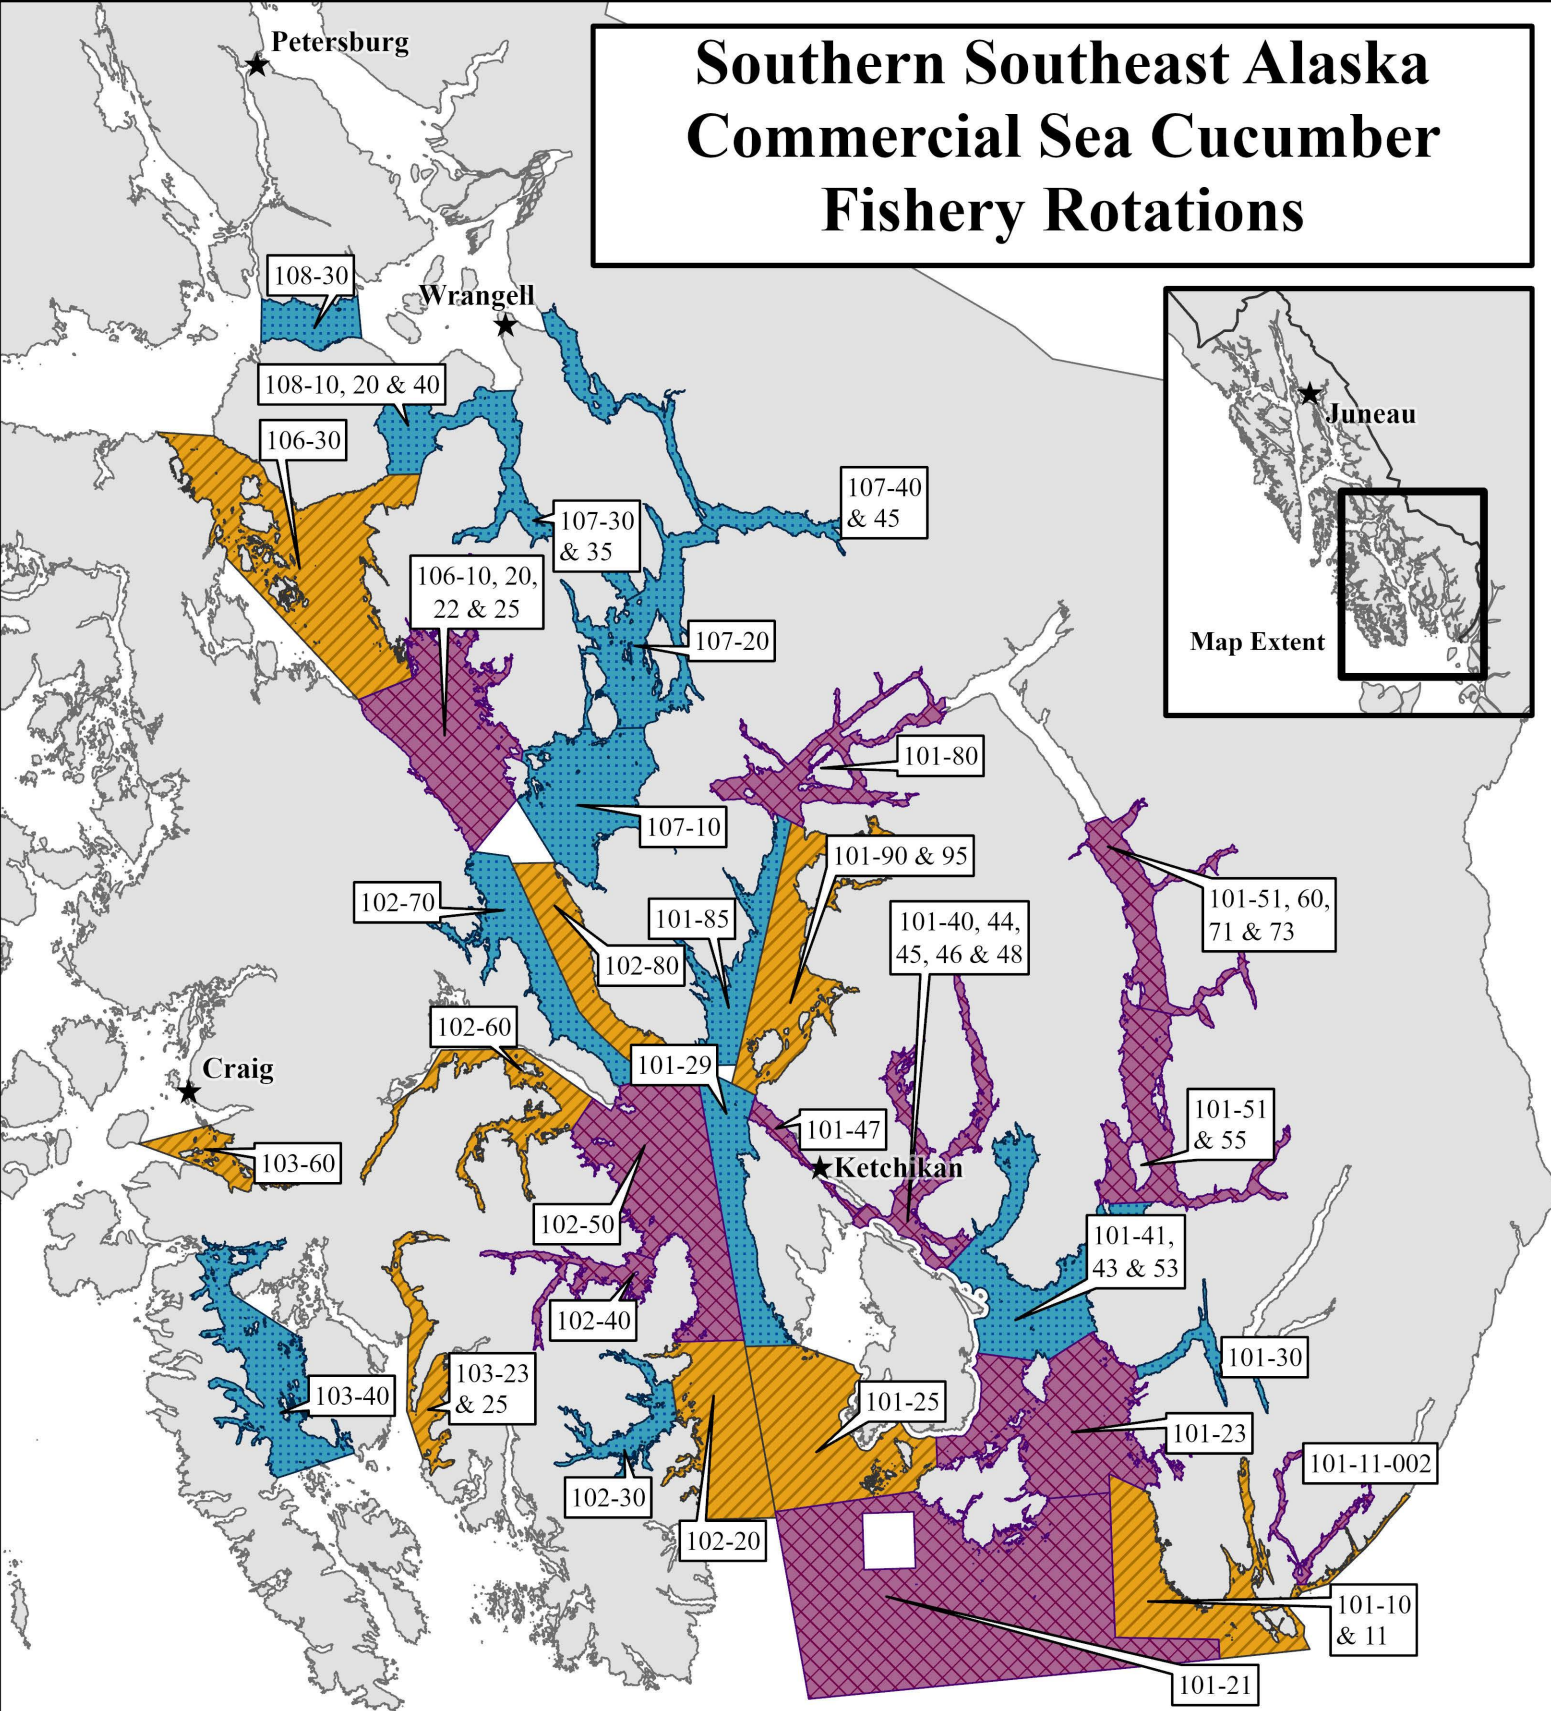 Petersburg
Southern Southeast Alaska
Commercial Sea Cucumber
Fishery Rotations
108-30
Wrangell
108-10, 20 & 40
Juneau
106-30
107-40
& 45
107-30
& 35
106-10, 20,
22 & 25
107-20
Map Extent
101-80
107-10
101-90 & 95
102-70
101-85
101-51, 60,
71 & 73
101-40, 44,
45, 46 & 48
102-80
102-60
101-29
Craig
101-47
101-51
& 55
103-60
Ketchikan
102-50
101-41,
43 & 53
102-40
101-30
103-40
103-23
& 25
101-25
101-23
101-11-002
102-30
102-20
101-10
& 11
101-21